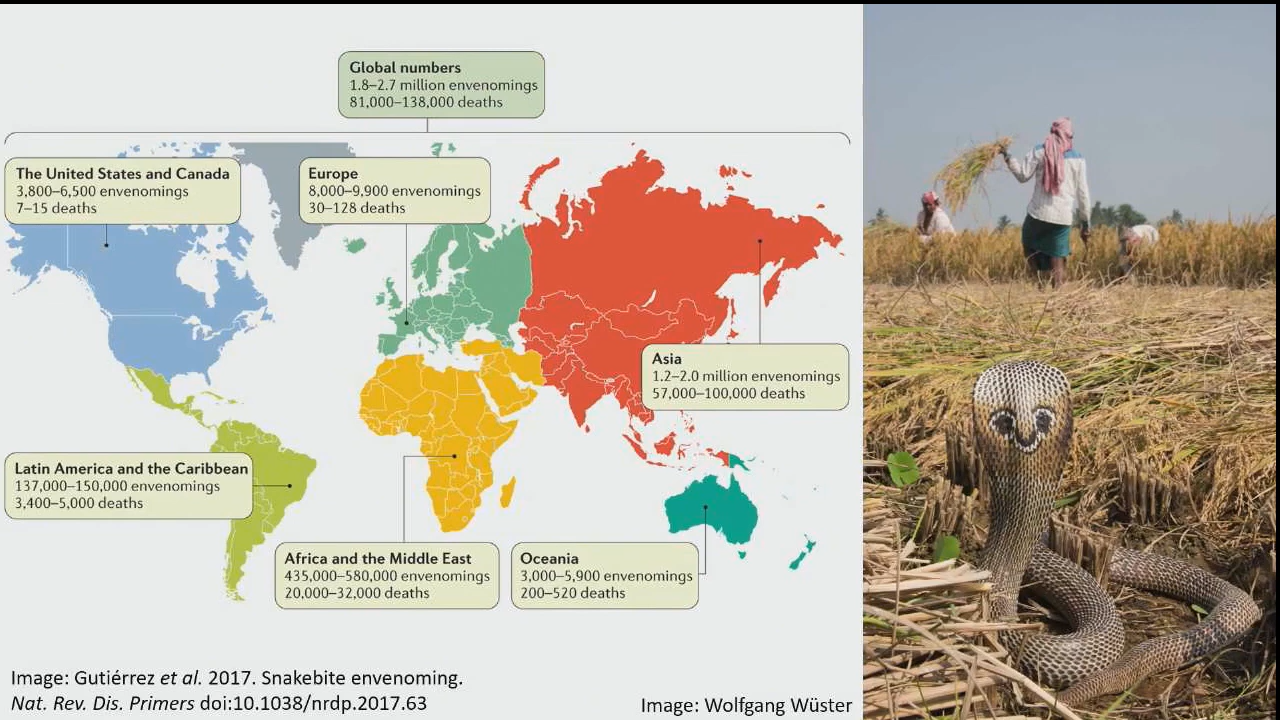 Global numbers
1.8–2.7 million envenomings
81,000–138,000 deaths
The United States and Canada
3,800–6,500 envenomings
7–15 deaths
Europe
8,000–9,900 envenomings
30–128 deaths
Asia
1.2–2.0 million envenomings
57,000–100,000 deaths
Latin America and the Caribbean
137,000–150,000 envenomings
3,400–5,000 deaths
Africa and the Middle East
435,000–580,000 envenomings
20,000–32,000 deaths
Oceania
3,000–5,900 envenomings
200–520 deaths
Image: Gutiérrez et al. 2017. Snakebite envenoming.
Nat. Rev. Dis. Primers doi:10.1038/nrdp.2017.63
Image: Wolfgang Wüster